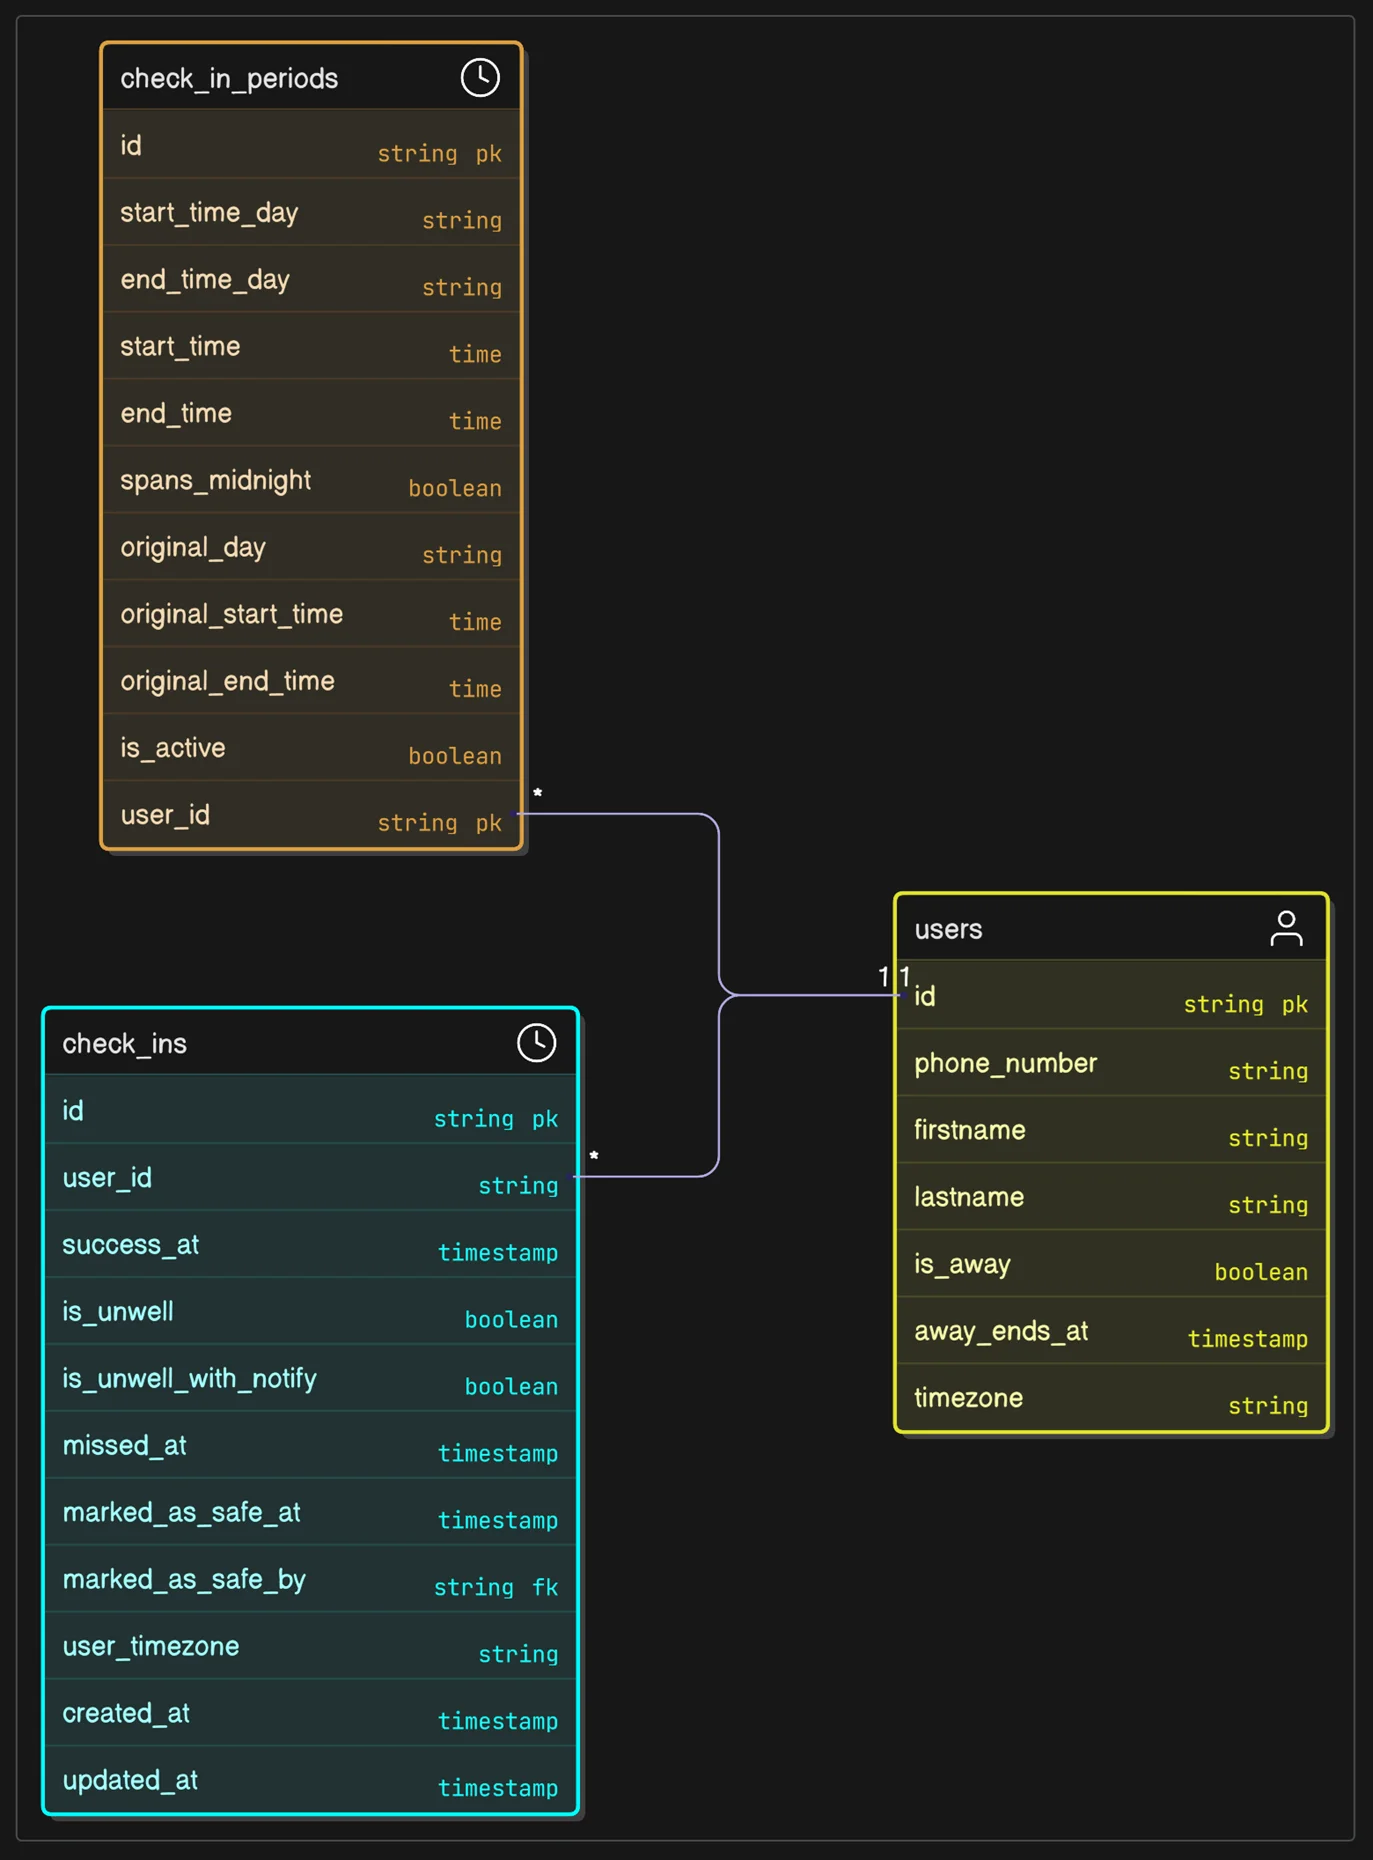 check_in_periods
id string pk
start_time_day string
end_time_day string
start_time time
end_time time
spans_midnight boolean
original_day string
original_start_time time
original_end_time time
is_active boolean
user_id string pk
*
users
1 1
id string pk
phone_number string
firstname string
lastname string
is_away boolean
away_ends_at timestamp
timezone string
check_ins
id string pk
user_id string
*
success_at timestamp
is_unwell boolean
is_unwell_with_notify boolean
missed_at timestamp
marked_as_safe_at timestamp
marked_as_safe_by string fk
user_timezone string
created_at timestamp
updated_at timestamp